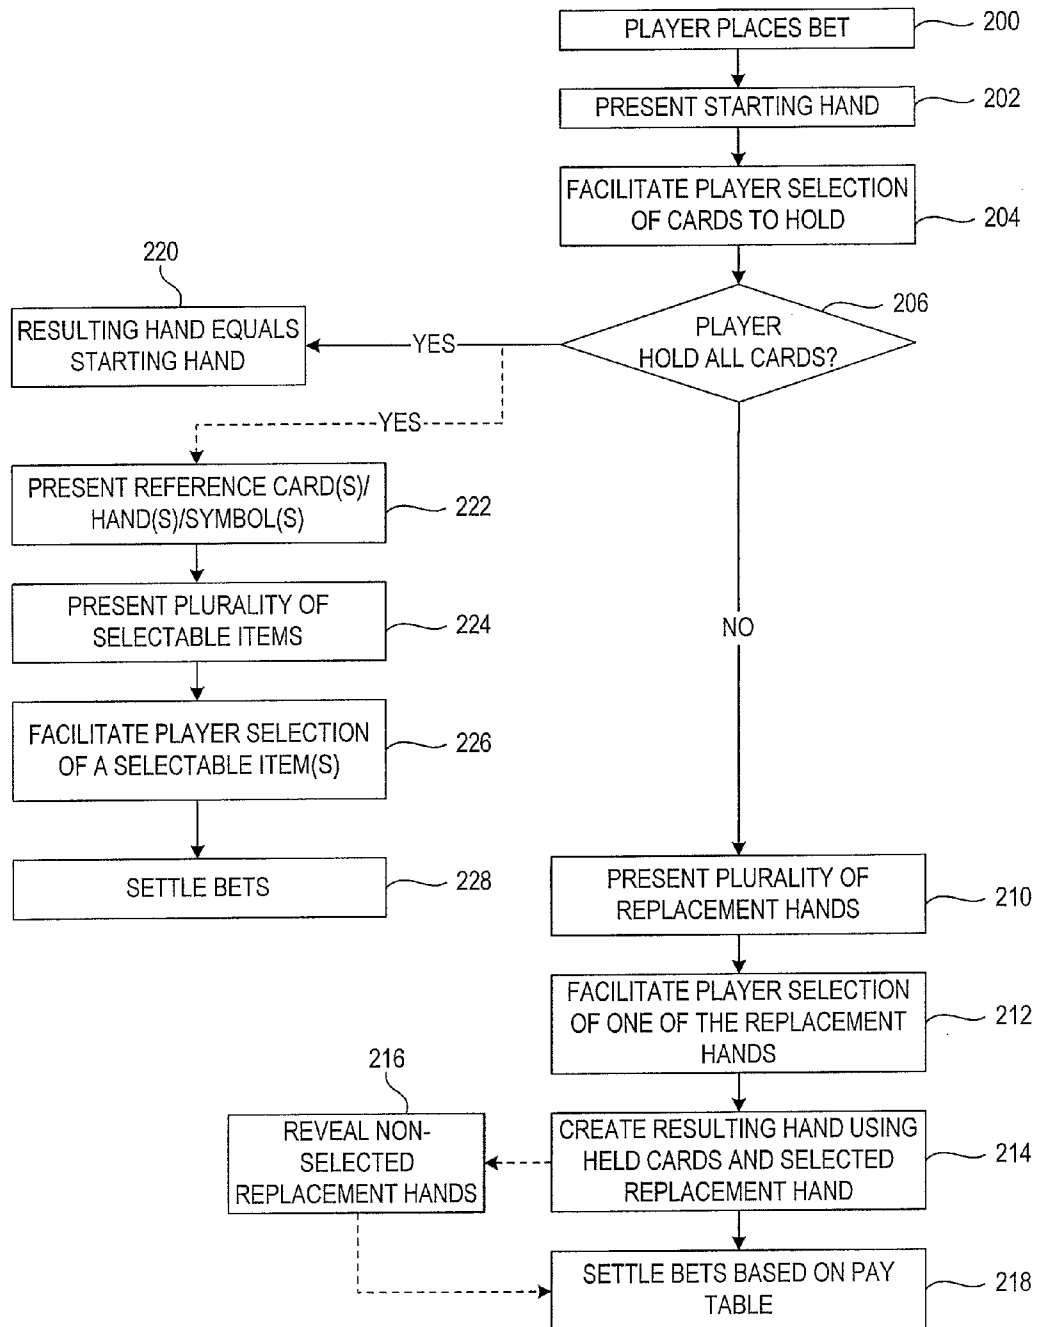 PLAYER PLACES BET
200
PRESENT STARTING HAND
202
FACILITATE PLAYER SELECTION
OF CARDS TO HOLD
204
220
206
RESULTING HAND EQUALS
STARTING HAND
YES
PLAYER
HOLD ALL CARDS?
YES
PRESENT REFERENCE CARD(S)/
HAND(S)/SYMBOL(S)
222
PRESENT PLURALITY OF
SELECTABLE ITEMS
224
NO
FACILITATE PLAYER SELECTION
OF A SELECTABLE ITEM(S)
226
SETTLE BETS
228
PRESENT PLURALITY OF
REPLACEMENT HANDS
210
FACILITATE PLAYER SELECTION
OF ONE OF THE REPLACEMENT
HANDS
212
216
REVEAL NON-
SELECTED
REPLACEMENT HANDS
CREATE RESULTING HAND USING
HELD CARDS AND SELECTED
REPLACEMENT HAND
214
SETTLE BETS BASED ON PAY
TABLE
218